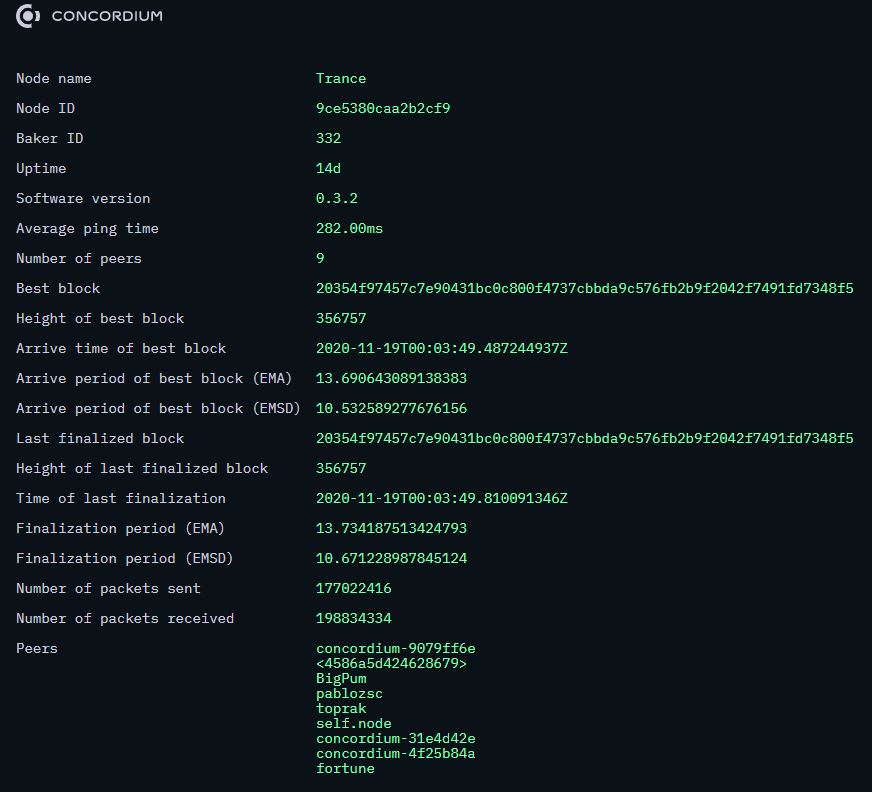 CONCORDIUM
Node name Trance
Node ID 9ce5380caa2b2cf9
Baker ID 332
Uptime 14d
Software version 0.3.2
Average ping time 282.00ms
Number of peers 9
Best block 20354f97457c7e90431bc0c800f4737cbbda9c576fb2b9f2042f7491fd7348f5
Height of best block 356757
Arrive time of best block 2020-11-19T00:03:49.487244937Z
Arrive period of best block (EMA) 13.690643089138383
Arrive period of best block (EMSD) 10.532589277676156
Last finalized block 20354f97457c7e90431bc0c800f4737cbbda9c576fb2b9f2042f7491fd7348f5
Height of last finalized block 356757
Time of last finalization 2020-11-19T00:03:49.810091346Z
Finalization period (EMA) 13.734187513424793
Finalization period (EMSD) 10.671228987845124
Number of packets sent 177022416
Number of packets received 198834334
Peers concordium-9079ff6e
<4586a5d424628679>
BigPum
pablozsc
toprak
self.node
concordium-31e4d42e
concordium-4f25b84a
fortune